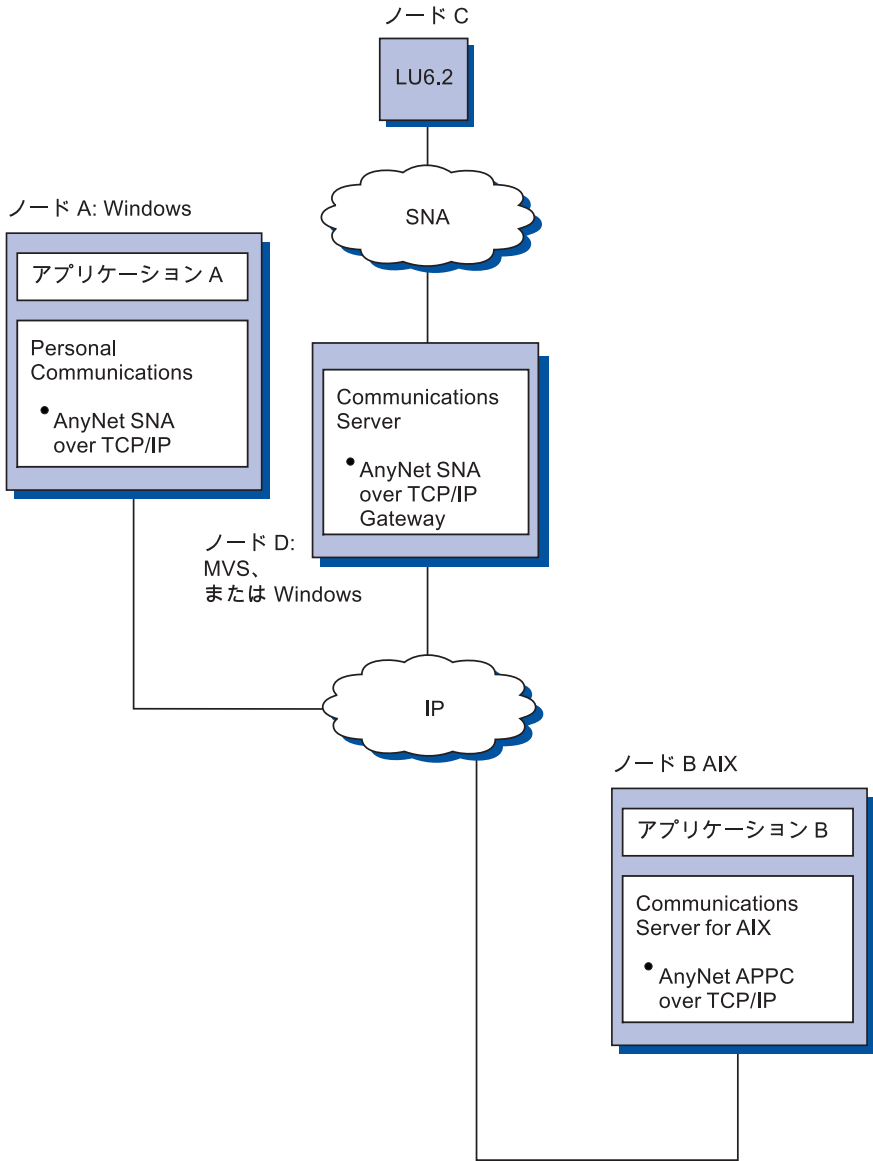 ノード C
LU6.2
SNA
ノード A: Windows
アプリケーション A
Personal
Communications
• AnyNet SNA
over TCP/IP
Communications
Server
• AnyNet SNA
over TCP/IP
Gateway
ノード D:
MVS、
または Windows
IP
ノード B AIX
アプリケーション B
Communications
Server for AIX
• AnyNet APPC
over TCP/IP